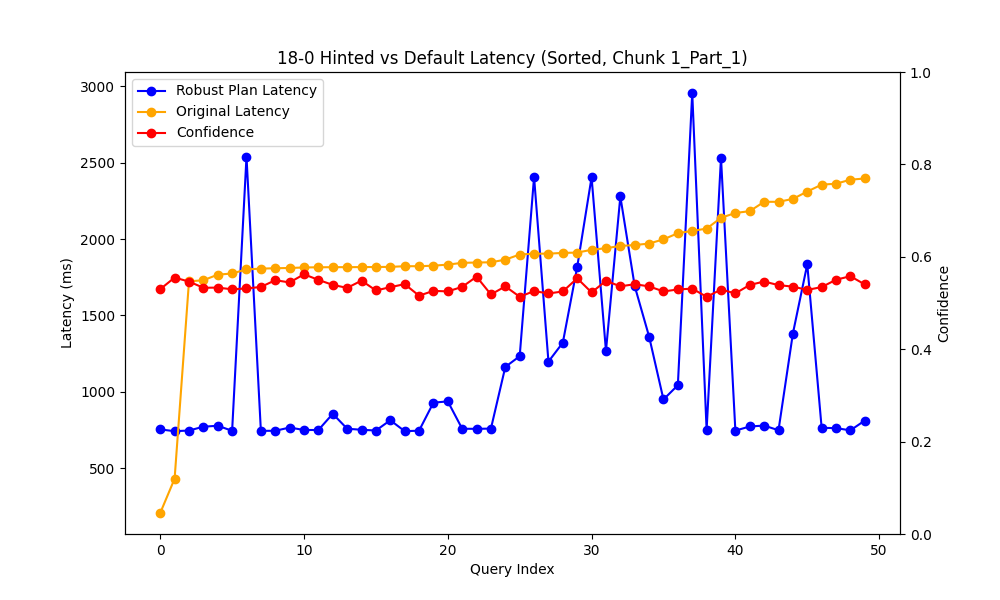 18-0 Hinted vs Default Latency (Sorted, Chunk 1_Part_1)
Robust Plan Latency
Original Latency
Confidence
3000
2500
2000
1500
1000
500
Latency (ms)
1.0
0.8
0.6
0.4
0.2
0.0
Confidence
0 10 20 30 40 50
Query Index